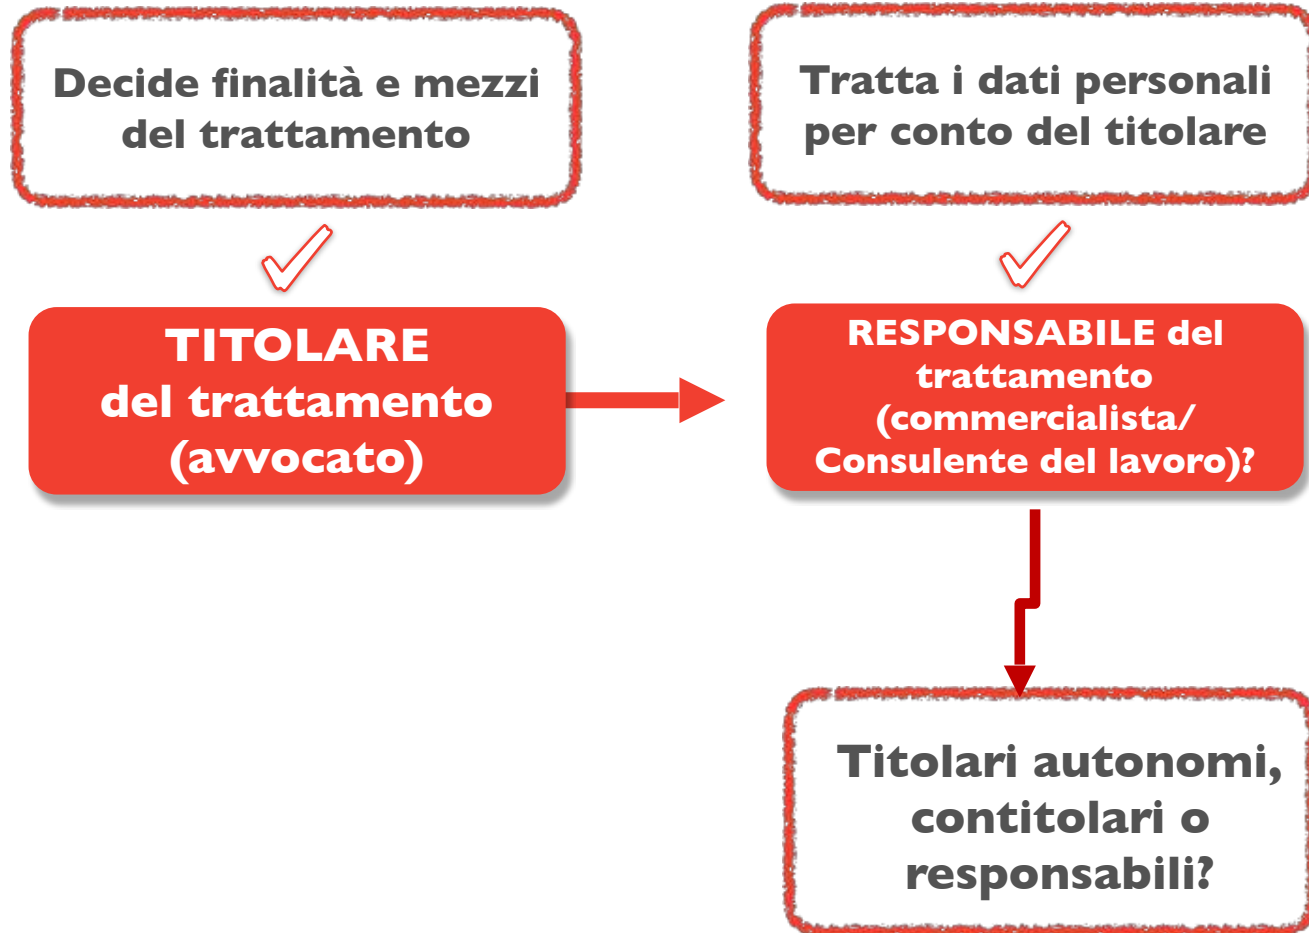 Decide finalità e mezzi
del trattamento
Tratta i dati personali
per conto del titolare
TITOLARE
del trattamento
(avvocato)
RESPONSABILE del
trattamento
(commercialista/
Consulente del lavoro)?
Titolari autonomi,
contitolari o
responsabili?